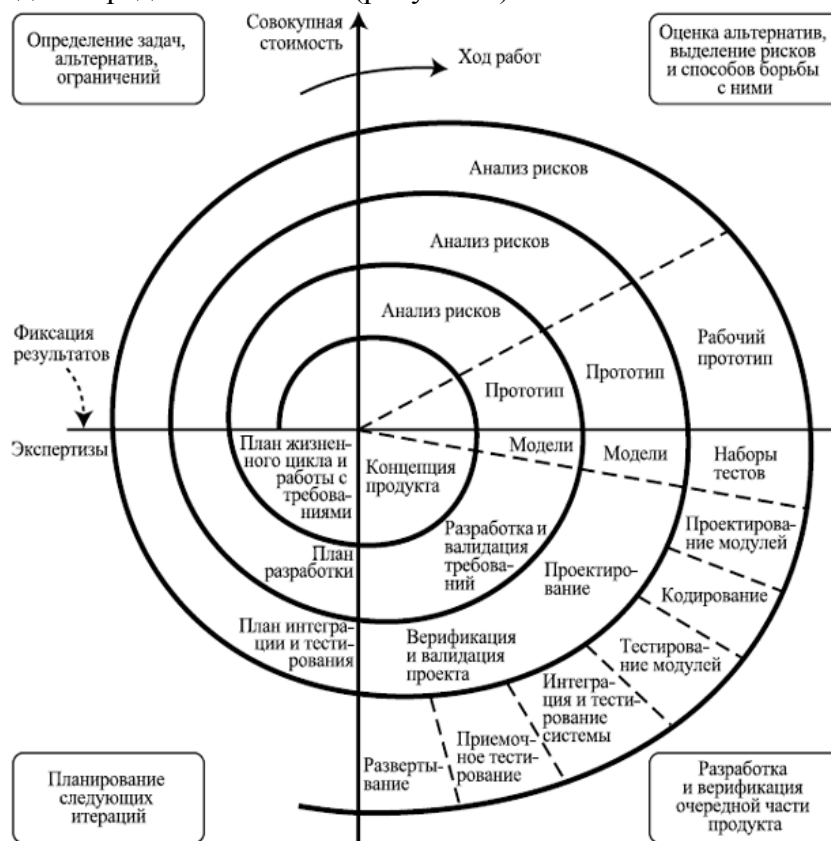 Совокупная
стоимость
Определение задач,
альтернатив,
ограничений
Ход работ
Оценка альтернатив,
выделение рисков
и способов борьбы
с ними
Анализ рисков
Анализ рисков
Анализ рисков
Фиксация
результатов
Рабочий
прототип
Прототип
Прототип
Экспертизы
План жизнен-
ного цикла и
работы с
требова-
ниями
Концепция
продукта
Модели
Модели
Наборы
тестов
Проектирова-
ние модулей
План
разработки
Разработка и
валидация
требова-
ний
Проектиро-
вание
Кодирование
План интегра-
ции и тести-
рования
Верификация
и валидация
проекта
Тестирова-
ние модулей
Интегра-
ция и тести-
рование
системы
Приемоч-
ное тести-
рование
Разверты-
вание
Планирование
следующих
итераций
Разработка
и верификация
очередной части
продукта